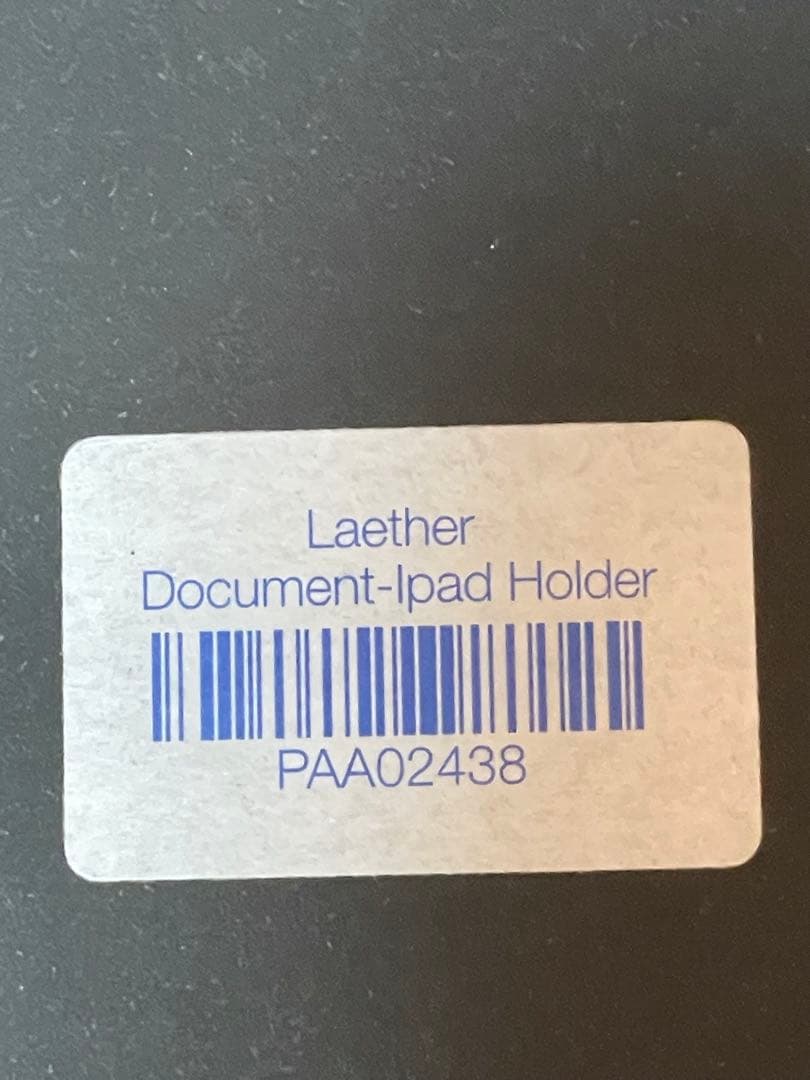 Laether
Document-Ipad Holder
PAA02438